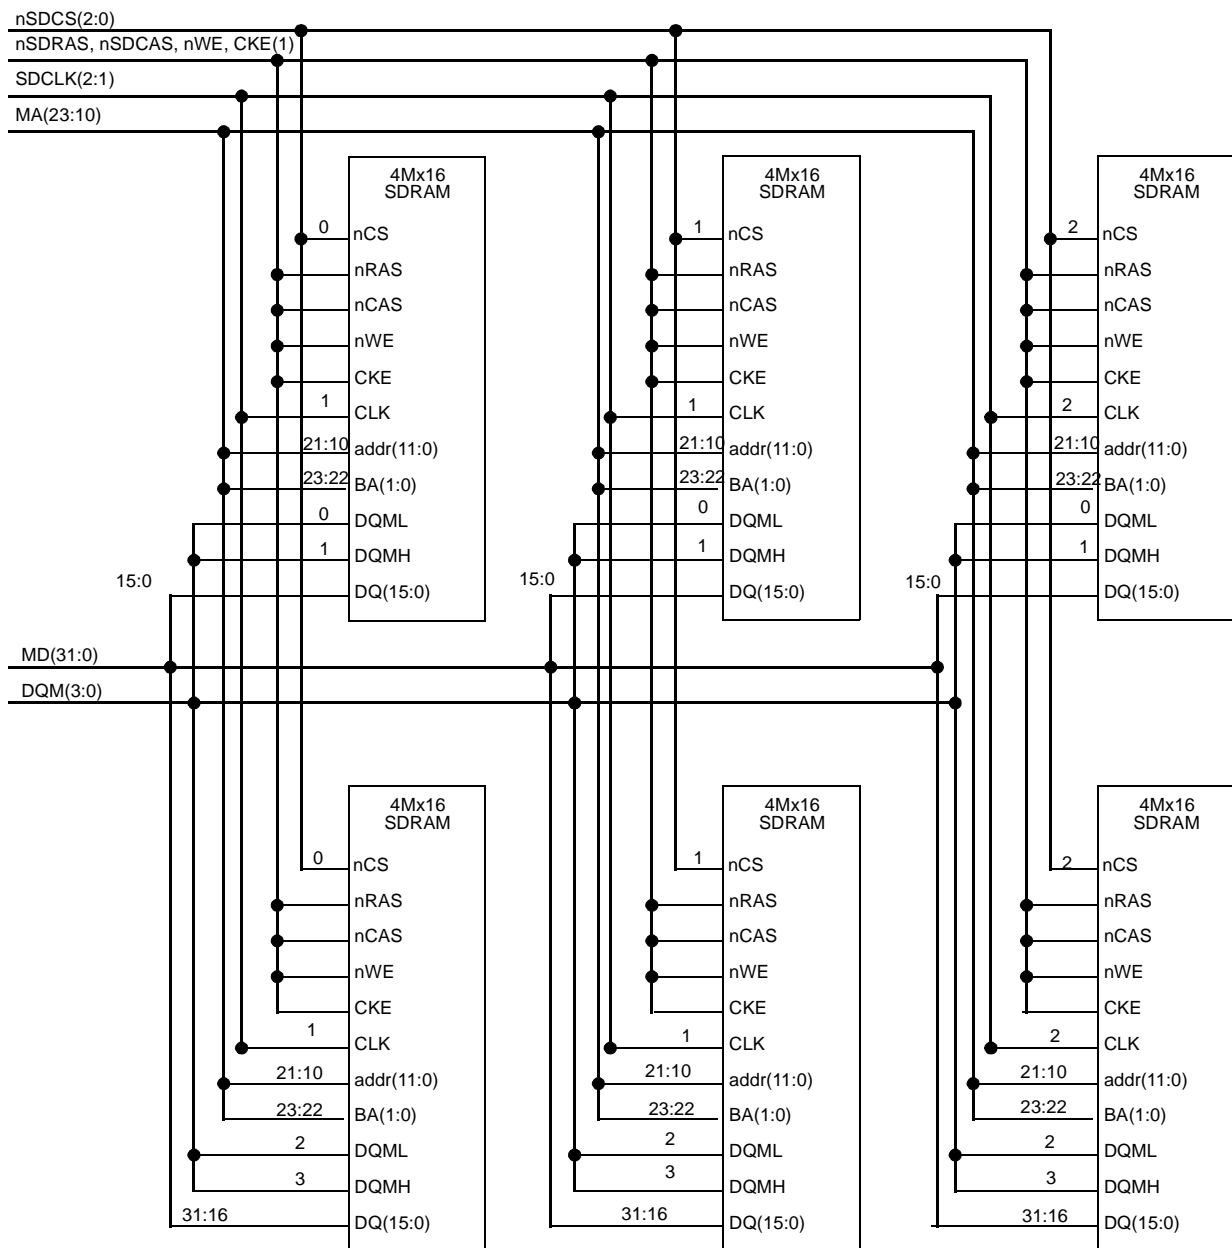 nSDCS(2:0)
nSDRAS, nSDCAS, nWE, CKE(1)
SDCLK(2:1)
MA(23:10)
4Mx16
SDRAM
0
nCS
nRAS
nCAS
nWE
CKE
1
CLK
21:10
addr(11:0)
23:22
BA(1:0)
0
DQML
1
DQMH
15:0
DQ(15:0)
4Mx16
SDRAM
1
nCS
nRAS
nCAS
nWE
CKE
1
CLK
21:10
addr(11:0)
23:22
BA(1:0)
0
DQML
1
DQMH
15:0
DQ(15:0)
4Mx16
SDRAM
2
nCS
nRAS
nCAS
nWE
CKE
2
CLK
21:10
addr(11:0)
23:22
BA(1:0)
0
DQML
1
DQMH
15:0
DQ(15:0)
MD(31:0)
DQM(3:0)
4Mx16
SDRAM
0
nCS
nRAS
nCAS
nWE
CKE
1
CLK
21:10
addr(11:0)
23:22
BA(1:0)
2
DQML
3
DQMH
31:16
DQ(15:0)
4Mx16
SDRAM
1
nCS
nRAS
nCAS
nWE
CKE
1
CLK
21:10
addr(11:0)
23:22
BA(1:0)
2
DQML
3
DQMH
31:16
DQ(15:0)
4Mx16
SDRAM
2
nCS
nRAS
nCAS
nWE
CKE
2
CLK
21:10
addr(11:0)
23:22
BA(1:0)
2
DQML
3
DQMH
31:16
DQ(15:0)